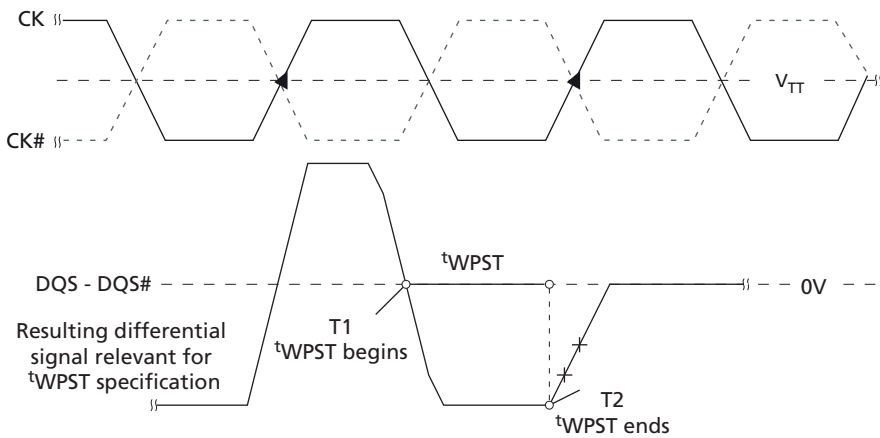 CK
V_TT
CK#
tWPST
DQS - DQS#
0V
T1
tWPST begins
Resulting differential
signal relevant for
tWPST specification
T2
tWPST ends